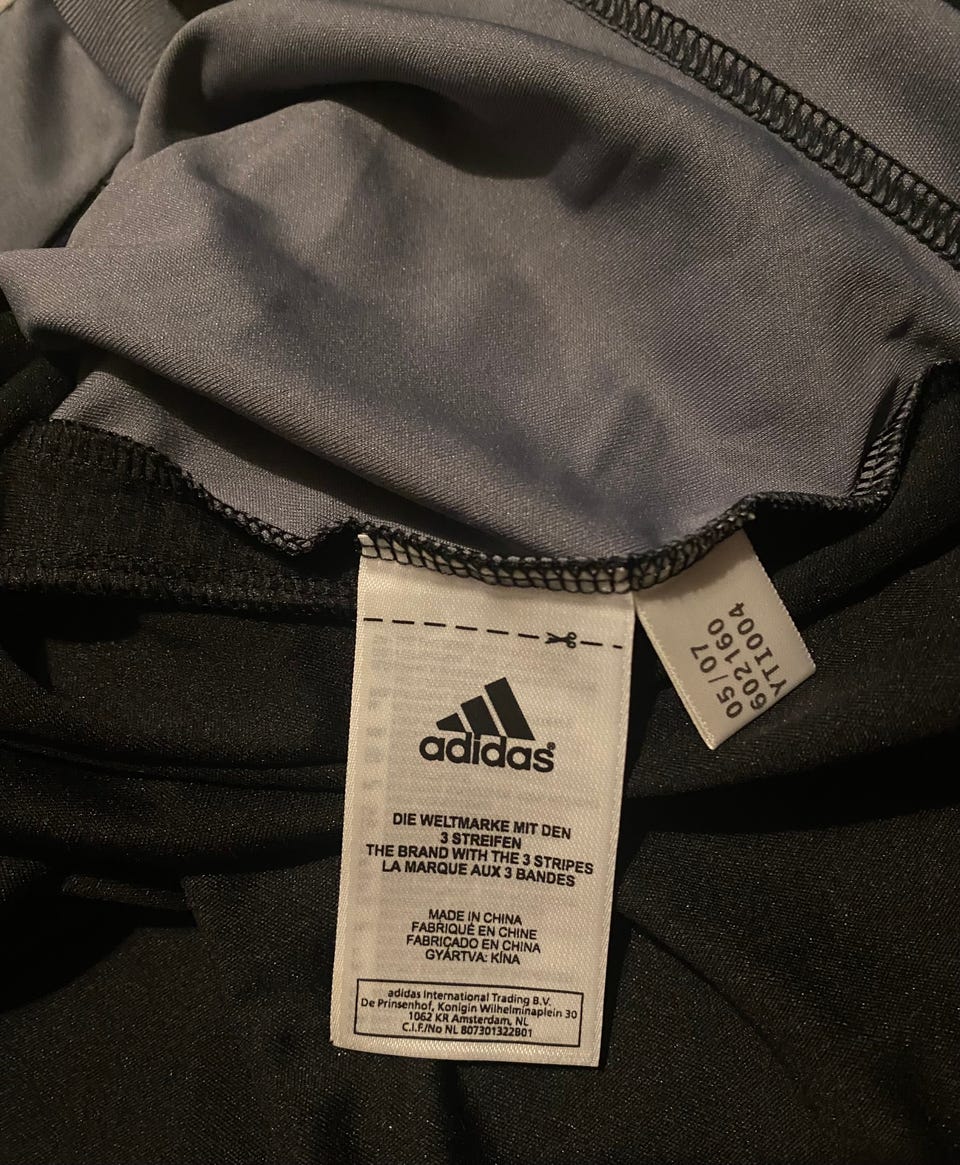 adidas®
DIE WELTMARKE MIT DEN
3 STREIFEN
THE BRAND WITH THE 3 STRIPES
LA MARQUE AUX 3 BANDES
MADE IN CHINA
FABRIQUÉ EN CHINE
FABRICADO EN CHINA
GYÁRTVA: KÍNA
adidas International Trading B.V.
De Prinsenhof, Konigin Wilhelminaplein 30
1062 KR Amsterdam, NL
C.I.F./No NL 807301322B01
05/07
602160
YTI004